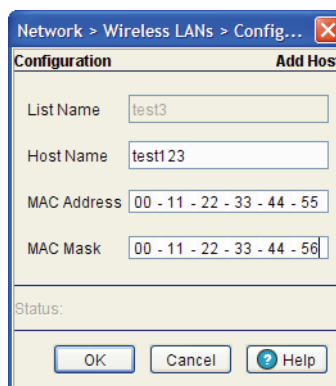 Network > Wireless LANs > Config...
Configuration Add Host
List Name test3
Host Name test123
MAC Address 00 - 11 - 22 - 33 - 44 - 55
MAC Mask 00 - 11 - 22 - 33 - 44 - 56
Status:
OK Cancel ? Help